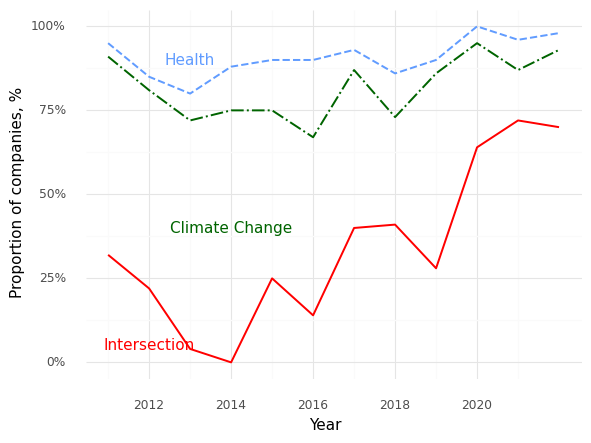 100%
75%
50%
25%
0%
Proportion of companies, %
Health
Climate Change
Intersection
2012 2014 2016 2018 2020
Year